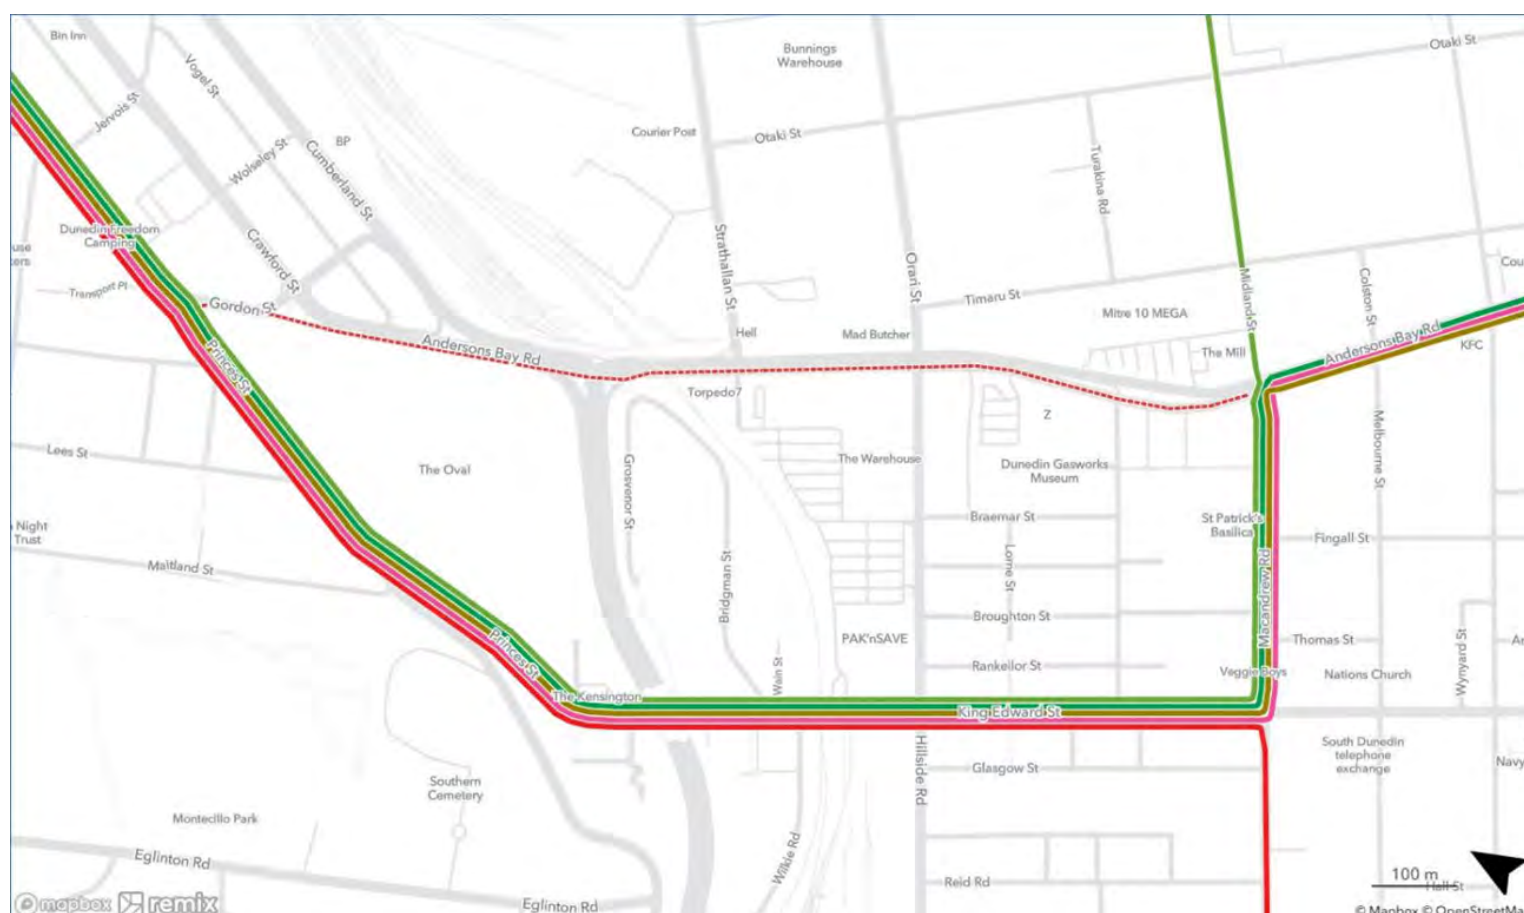 Bin Inn
Vogel St
Jervois St
Wolseley St
BP
Cumberland St
Bunnings
Warehouse
Courier Post
Otaki St
Otaki St
Turakina Rd
Dunedin Freedom
Camping
Crawford St
Transport Pl
Gordon St
Princes St
Andersons Bay Rd
Strathallan St
Orari St
Timaru St
Hell
Mad Butcher
Mitre 10 MEGA
Midland St
Colston St
The Mill
Andersons Bay Rd
KFC
Torpedo7
Z
Lees St
The Oval
Grosvenor St
The Warehouse
Dunedin Gasworks
Museum
Melbourne St
Night
Trust
Maitland St
Bridgman St
Braemar St
Lorne St
St Patrick's
Basilica
Fingall St
Macandrew Rd
Broughton St
Princes St
PAK'nSAVE
Thomas St
Wynyard St
Wain St
Rankeilor St
Veggie Boys
Nations Church
The Kensington
King Edward St
Hillside Rd
Glasgow St
South Dunedin
telephone
exchange
Navy
Southern
Cemetery
Montecillo Park
Wilkie Rd
Eglinton Rd
Reid Rd
100 m
Hall St
Eglinton Rd
mapbox remix
© Mapbox © OpenStreetMa